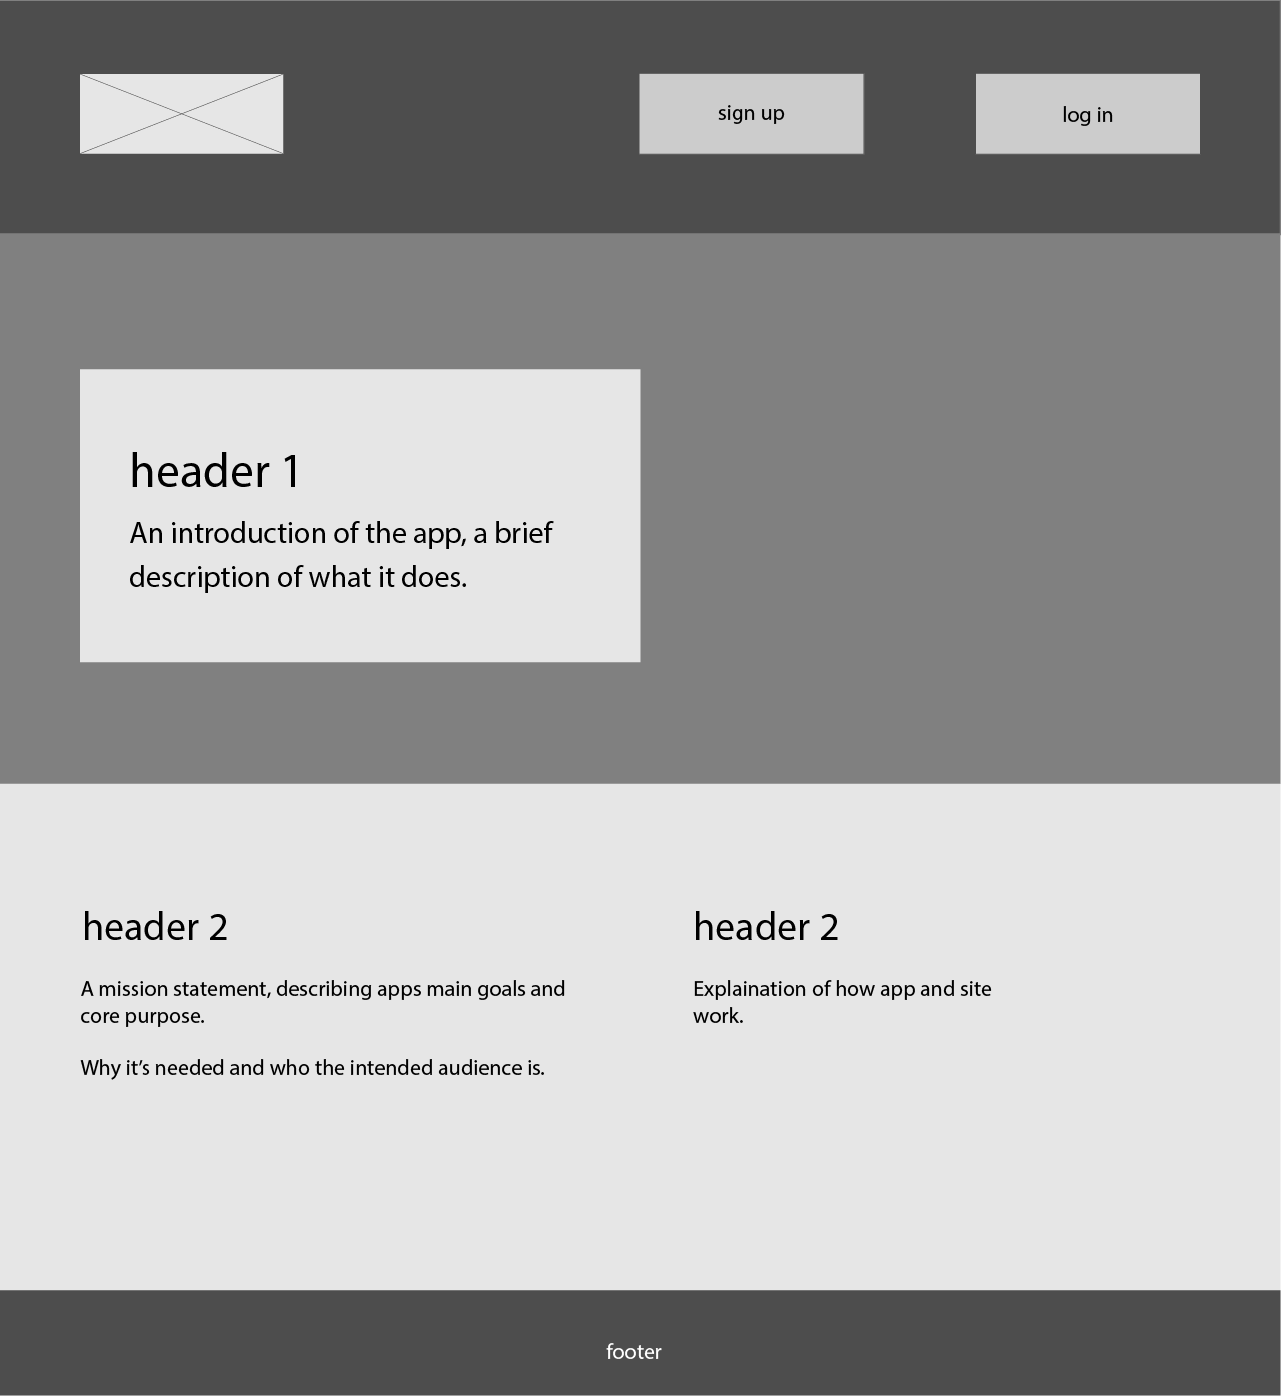 sign up
log in
header 1
An introduction of the app, a brief
description of what it does.
header 2
A mission statement, describing apps main goals and
core purpose.
Why it’s needed and who the intended audience is.
header 2
Explaination of how app and site
work.
footer